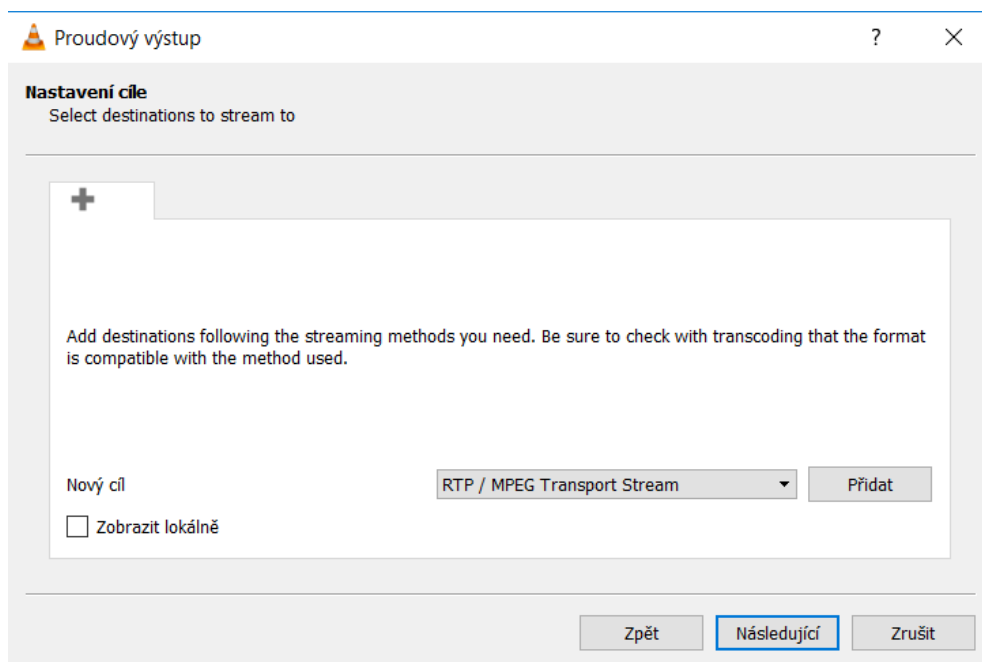 Proudový výstup
?
Nastavení cíle
Select destinations to stream to
Add destinations following the streaming methods you need. Be sure to check with transcoding that the format
is compatible with the method used.
Nový cíl
RTP / MPEG Transport Stream
Přidat
Zobrazit lokálně
Zpět
Následující
Zrušit